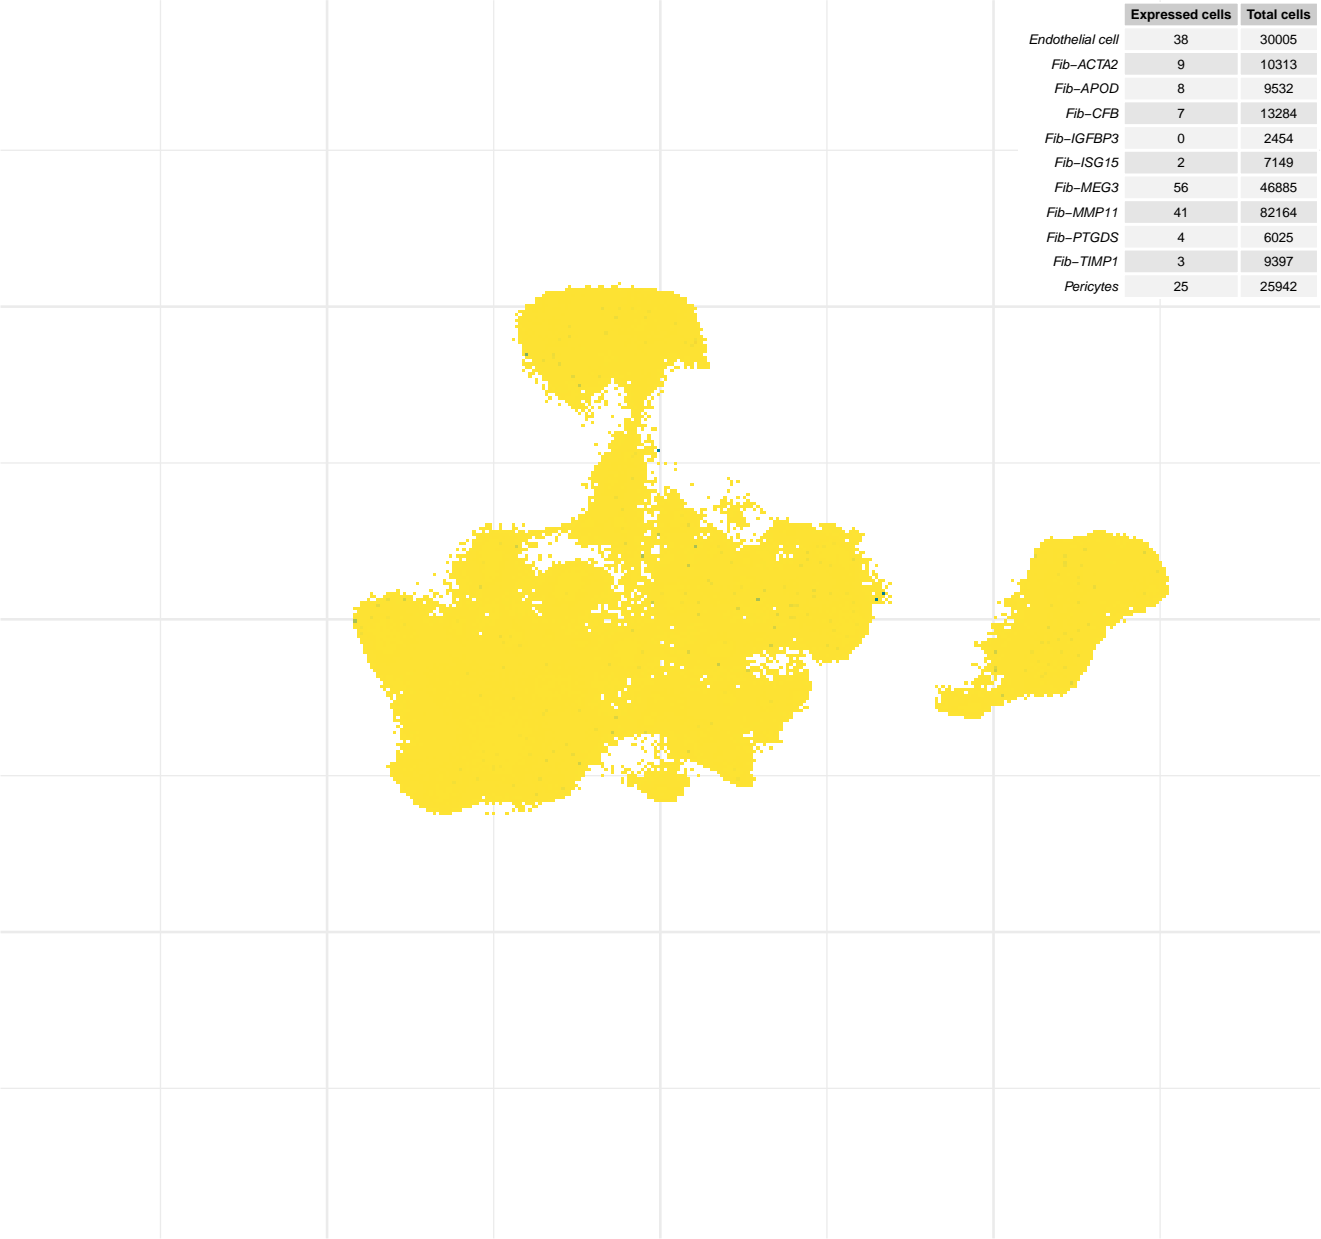 Expressed cells Total cells
Endothelial cell 38 30005
Fib−ACTA2 9 10313
Fib−APOD 8 9532
Fib−CFB 7 13284
Fib−IGFBP3 0 2454
Fib−ISG15 2 7149
Fib−MEG3 56 46885
Fib−MMP11 41 82164
Fib−PTGDS 4 6025
Fib−TIMP1 3 9397
Pericytes 25 25942